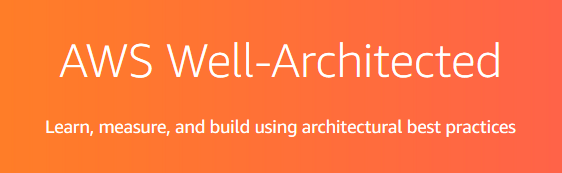 AWS Well-Architected
Learn, measure, and build using architectural best practices